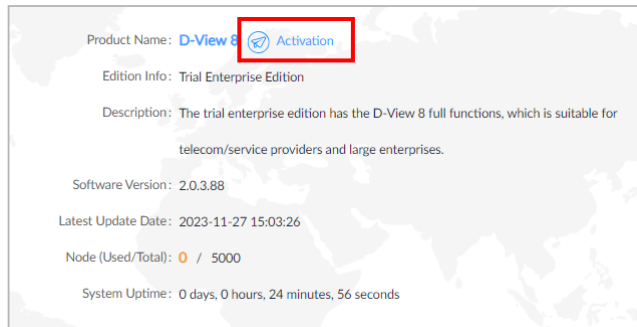 Product Name: D-View 8 Activation
Edition Info: Trial Enterprise Edition
Description: The trial enterprise edition has the D-View 8 full functions, which is suitable for
telecom/service providers and large enterprises.
Software Version: 2.0.3.88
Latest Update Date: 2023-11-27 15:03:26
Node (Used/Total): 0 / 5000
System Uptime: 0 days, 0 hours, 24 minutes, 56 seconds